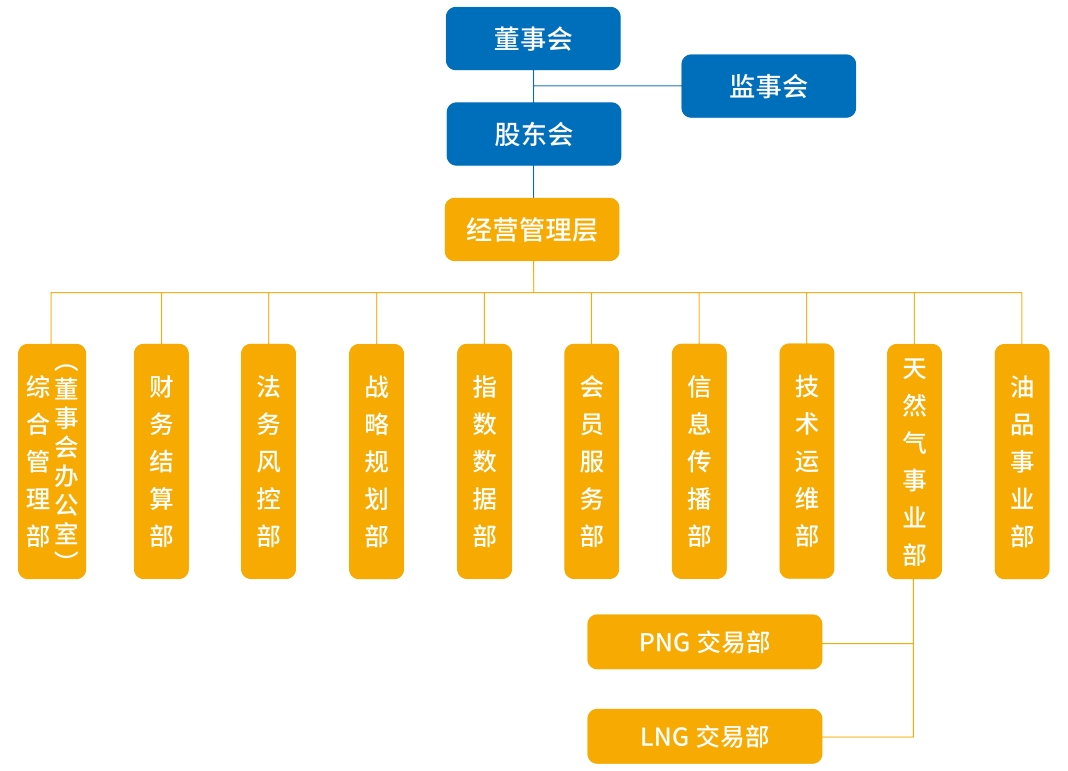 董事会
监事会
股东会
经营管理层
综合管理部
（董事会办公室）
财务结算部
法务风控部
战略规划部
指数数据部
会员服务部
信息传播部
技术运维部
天然气事业部
油品事业部
PNG 交易部
LNG 交易部